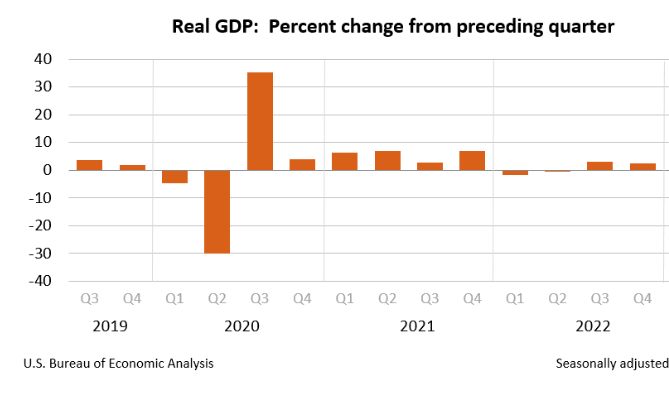 Real GDP:  Percent change from preceding quarter
40
30
20
10
0
-10
-20
-30
-40
Q3 Q4 Q1 Q2 Q3 Q4 Q1 Q2 Q3 Q4 Q1 Q2 Q3 Q4
2019 2020 2021 2022
U.S. Bureau of Economic Analysis Seasonally adjusted